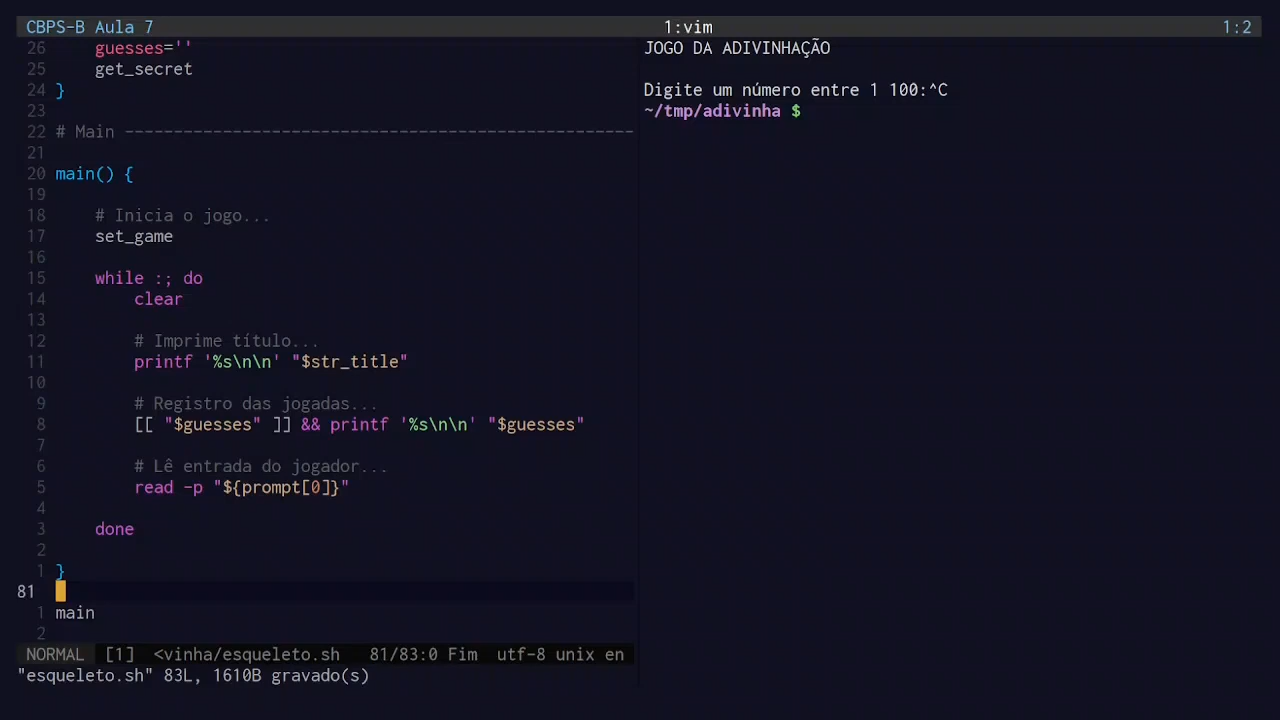 CBPS-B Aula 7 1:vim 1:2
26 guesses=''
25 get_secret
24 }
23
22 # Main ----------------------------------------------------
21
20 main() {
19
18 # Inicia o jogo...
17 set_game
16
15 while :; do
14 clear
13
12 # Imprime título...
11 printf '%s\n\n' "$str_title"
10
9 # Registro das jogadas...
8 [[ "$guesses" ]] && printf '%s\n\n' "$guesses"
7
6 # Lê entrada do jogador...
5 read -p "${prompt[0]}"
4
3 done
2
1 }
81
1 main
2
NORMAL [1] <vinha/esqueleto.sh 81/83:0 Fim utf-8 unix en
"esqueleto.sh" 83L, 1610B gravado(s)
JOGO DA ADIVINHAÇÃO
Digite um número entre 1 100:^C
~/tmp/adivinha $